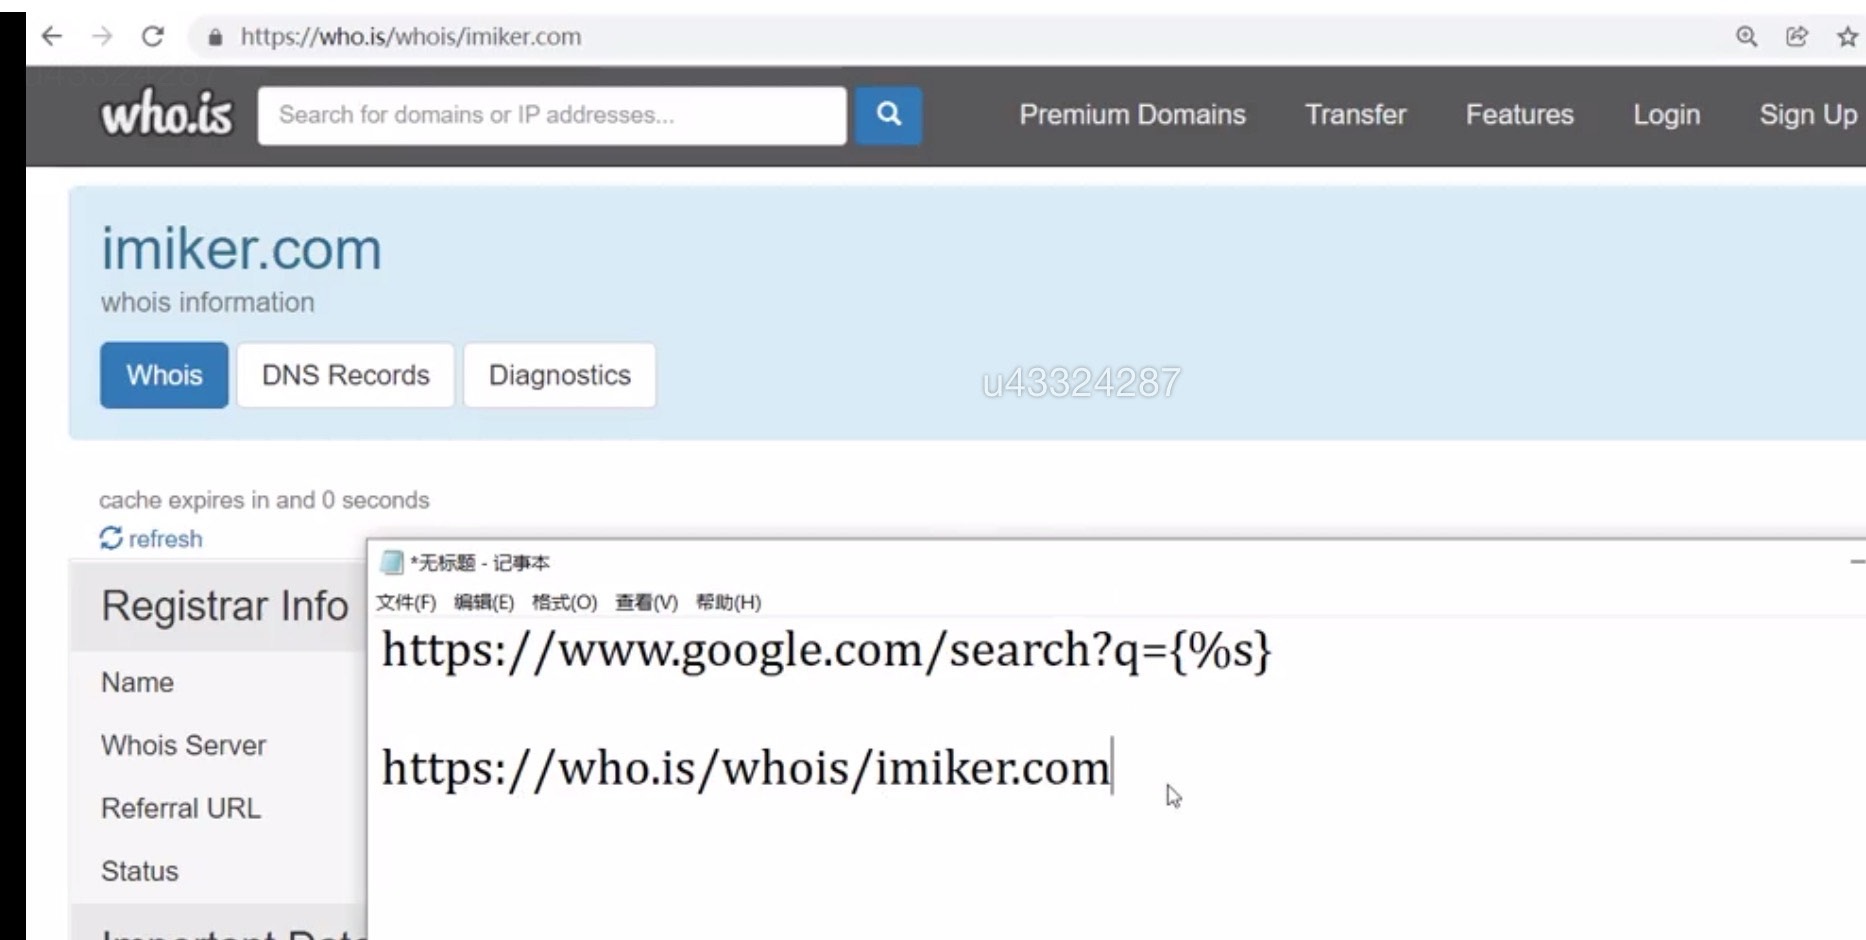 https://who.is/whois/imiker.com
who.is
Search for domains or IP addresses...
Premium Domains
Transfer
Features
Login
Sign Up
imiker.com
whois information
Whois
DNS Records
Diagnostics
u43324287
cache expires in and 0 seconds
refresh
Registrar Info
Name
Whois Server
Referral URL
Status
*无标题 - 记事本
文件(F) 编辑(E) 格式(O) 查看(V) 帮助(H)
https://www.google.com/search?q={%s}
https://who.is/whois/imiker.com